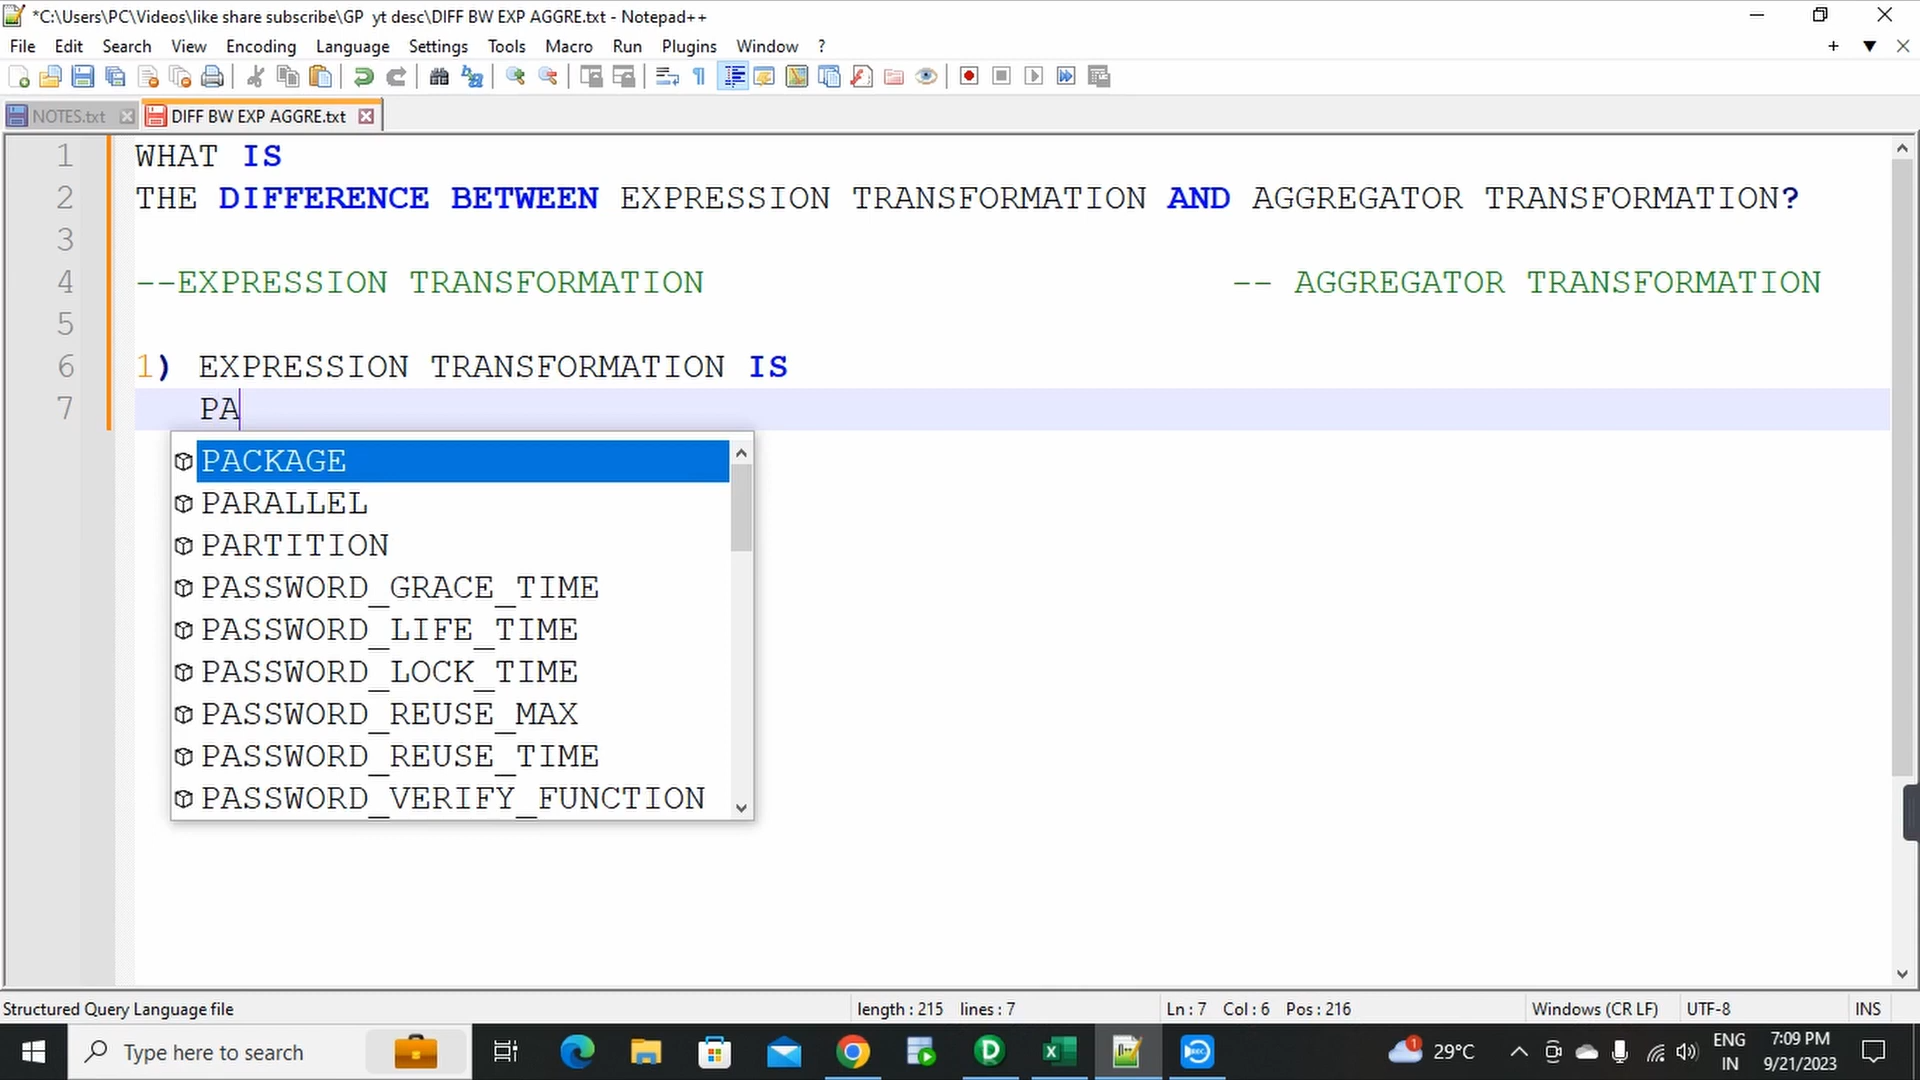 *C:\Users\PC\Videos\like share subscribe\GP  yt desc\DIFF BW EXP AGGRE.txt - Notepad++
File Edit Search View Encoding Language Settings Tools Macro Run Plugins Window ?
NOTES.txt DIFF BW EXP AGGRE.txt
1 WHAT IS
2 THE DIFFERENCE BETWEEN EXPRESSION TRANSFORMATION AND AGGREGATOR TRANSFORMATION?
3
4 --EXPRESSION TRANSFORMATION -- AGGREGATOR TRANSFORMATION
5
6 1) EXPRESSION TRANSFORMATION IS
7 PA
PACKAGE
PARALLEL
PARTITION
PASSWORD_GRACE_TIME
PASSWORD_LIFE_TIME
PASSWORD_LOCK_TIME
PASSWORD_REUSE_MAX
PASSWORD_REUSE_TIME
PASSWORD_VERIFY_FUNCTION
Structured Query Language file length : 215 lines : 7 Ln : 7 Col : 6 Pos : 216 Windows (CR LF) UTF-8 INS
Type here to search 29°C ENG 7:09 PM
IN 9/21/2023